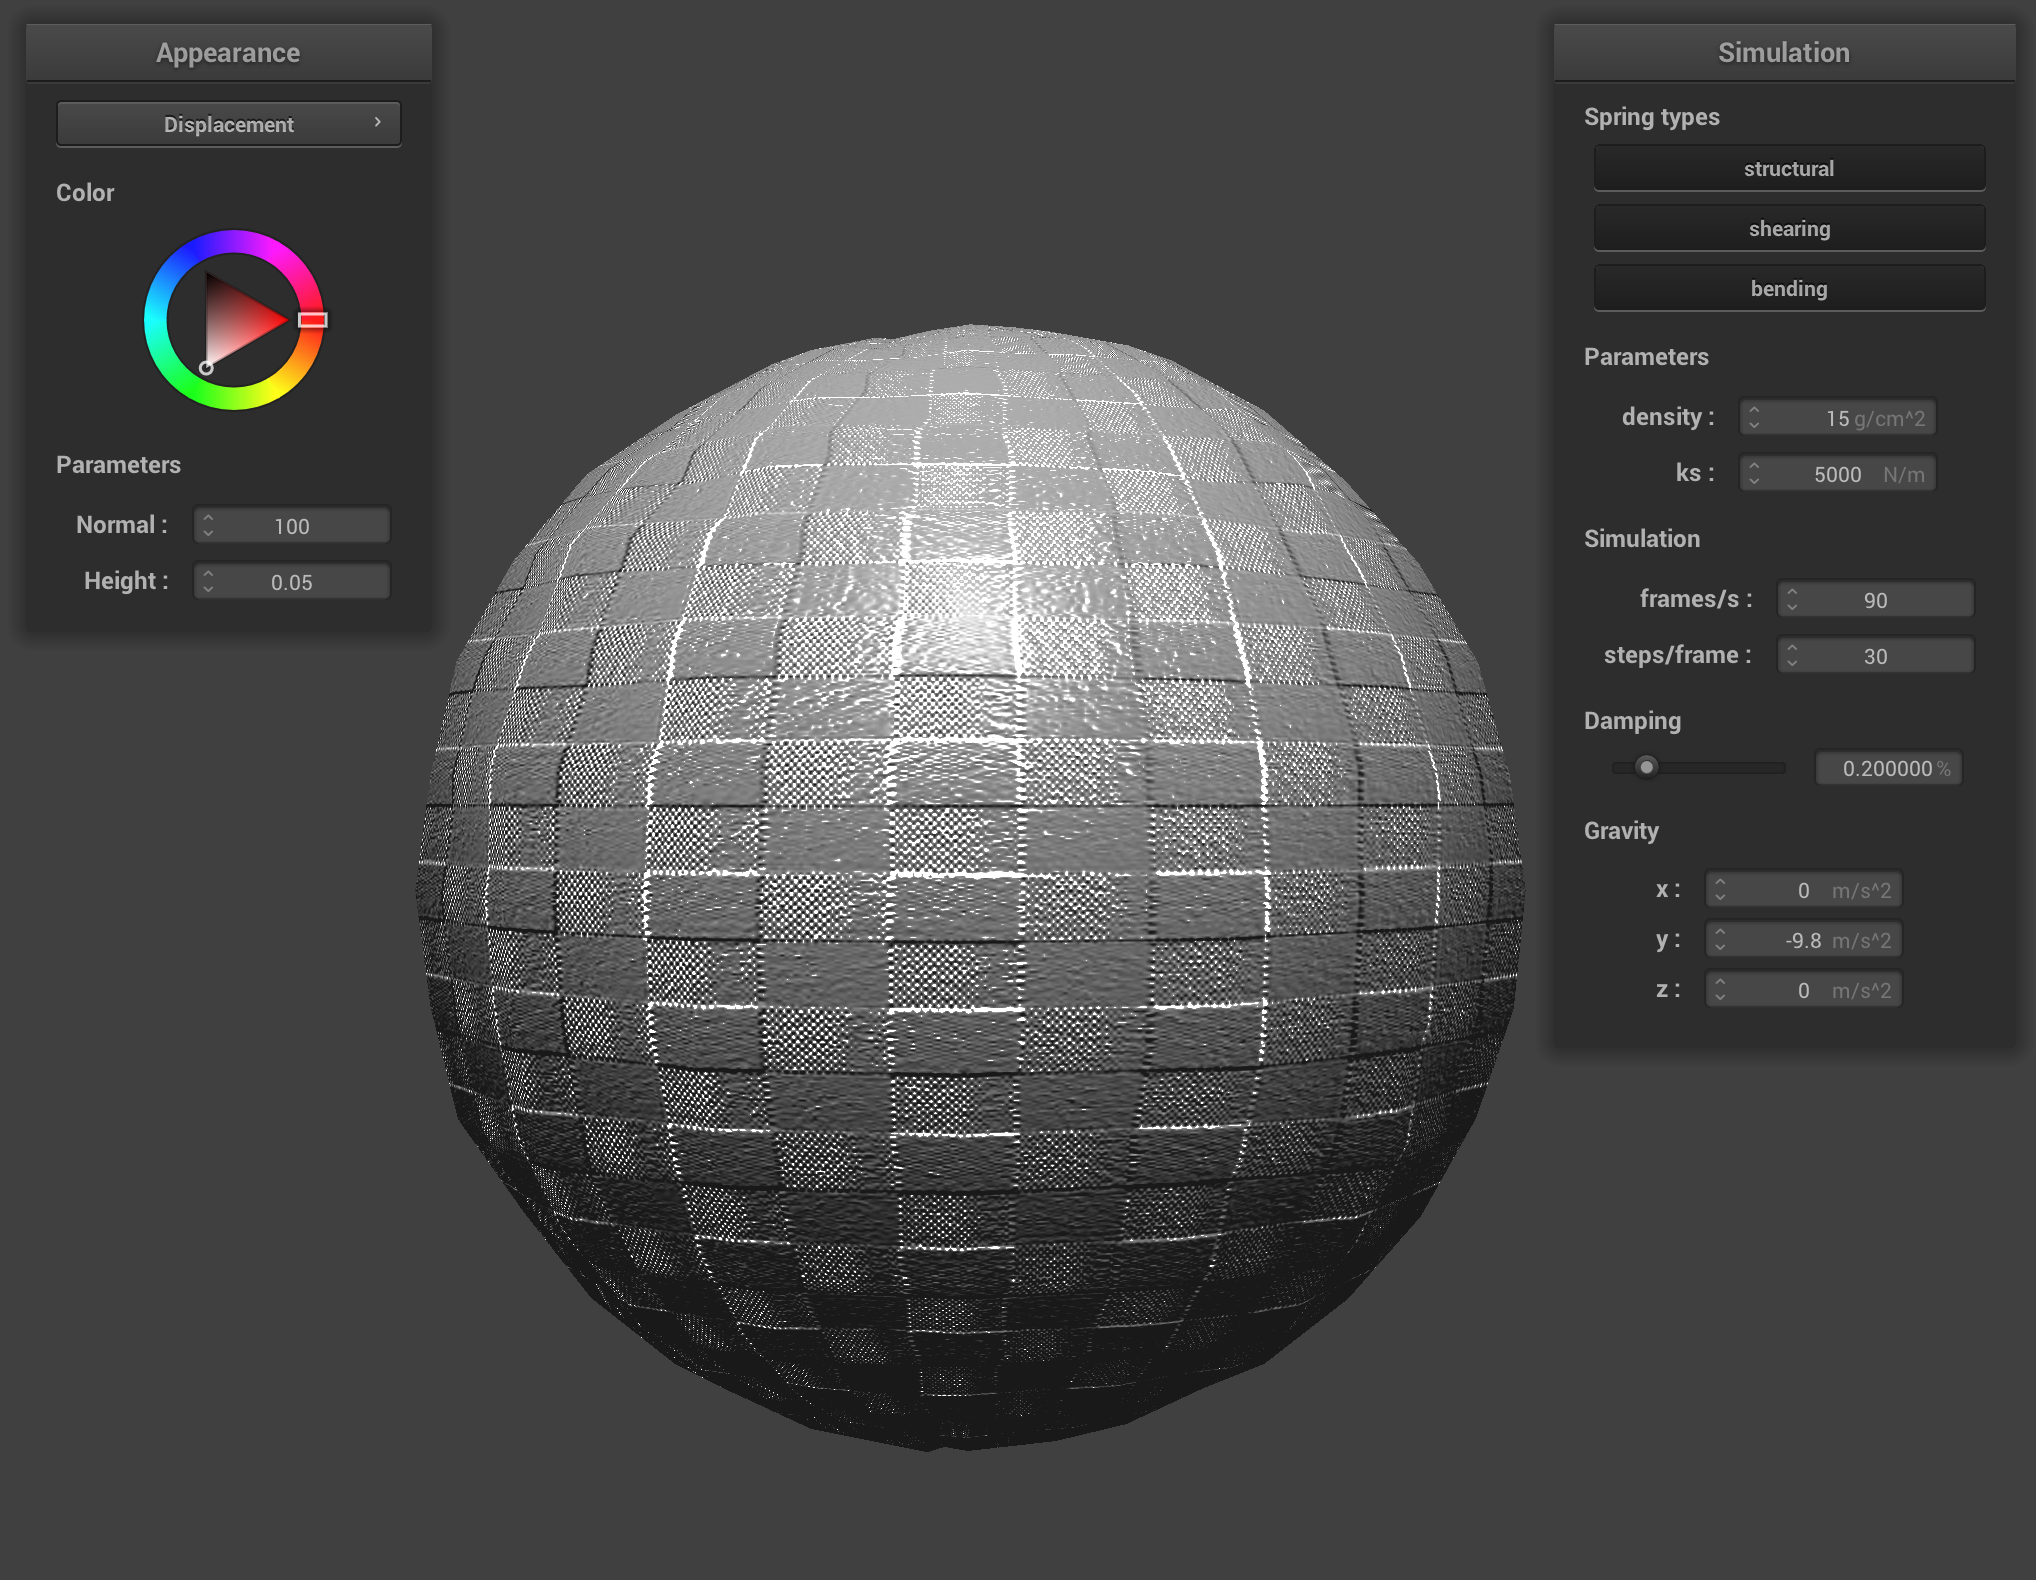 Appearance
Displacement
Color
Parameters
Normal : 100
Height : 0.05
Simulation
Spring types
structural
shearing
bending
Parameters
density : 15 g/cm^2
ks : 5000 N/m
Simulation
frames/s : 90
steps/frame : 30
Damping
0.200000 %
Gravity
x : 0 m/s^2
y : -9.8 m/s^2
z : 0 m/s^2